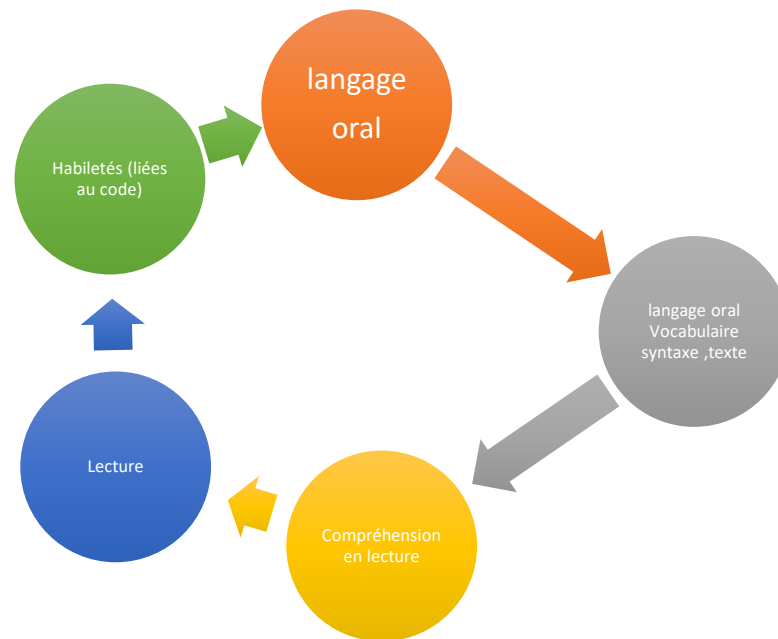 langage
oral
langage oral
Vocabulaire
syntaxe ,texte
Compréhension
en lecture
Lecture
Habiletés (liées
au code)